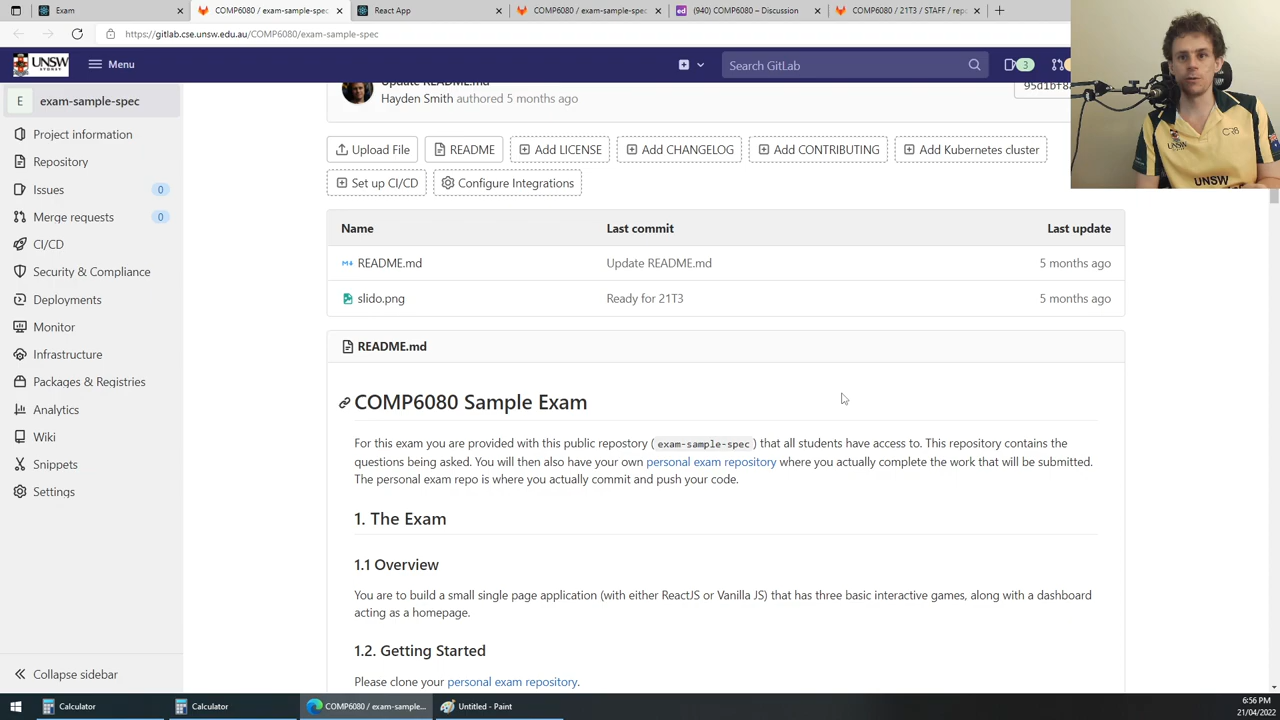 Exam
COMP6080 / exam-sample-spec
React App
COMP6080 / exam-sample-spec
(940) COMP6080 – Discussion
COMP6080 / 21T3 / STAFF / rep
https://gitlab.cse.unsw.edu.au/COMP6080/exam-sample-spec
UNSW
SYDNEY
Menu
Search GitLab
3
E
exam-sample-spec
Project information
Repository
Issues
0
Merge requests
0
CI/CD
Security & Compliance
Deployments
Monitor
Infrastructure
Packages & Registries
Analytics
Wiki
Snippets
Settings
Collapse sidebar
Update README.md
Hayden Smith authored 5 months ago
Upload File
README
Add LICENSE
Add CHANGELOG
Add CONTRIBUTING
Add Kubernetes cluster
Set up CI/CD
Configure Integrations
Name Last commit Last update
README.md Update README.md 5 months ago
slido.png Ready for 21T3 5 months ago
README.md
COMP6080 Sample Exam
For this exam you are provided with this public repostory ( exam-sample-spec ) that all students have access to. This repository contains the
questions being asked. You will then also have your own personal exam repository where you actually complete the work that will be submitted.
The personal exam repo is where you actually commit and push your code.
1. The Exam
1.1 Overview
You are to build a small single page application (with either ReactJS or Vanilla JS) that has three basic interactive games, along with a dashboard
acting as a homepage.
1.2. Getting Started
Please clone your personal exam repository.
UNSW
Calculator
Calculator
COMP6080 / exam-sample...
Untitled - Paint
6:56 PM
21/04/2022